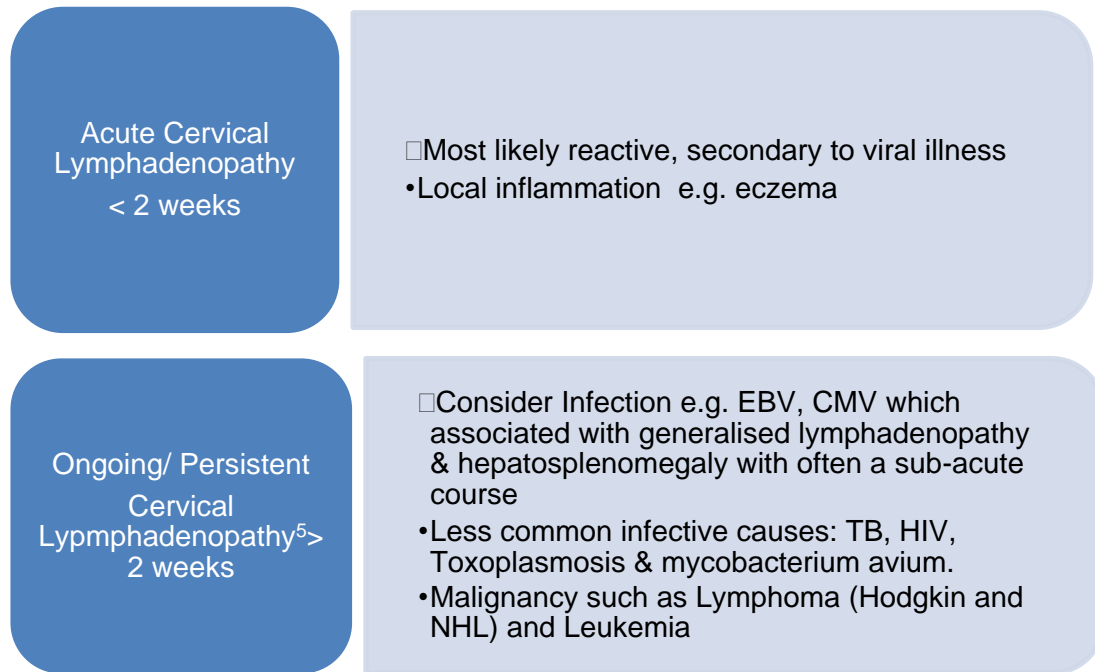 Acute Cervical
Lymphadenopathy
< 2 weeks
□Most likely reactive, secondary to viral illness
•Local inflammation e.g. eczema
Ongoing/ Persistent
Cervical
Lypmphadenopathy⁵>
2 weeks
□Consider Infection e.g. EBV, CMV which
associated with generalised lymphadenopathy
& hepatosplenomegaly with often a sub-acute
course
•Less common infective causes: TB, HIV,
Toxoplasmosis & mycobacterium avium.
•Malignancy such as Lymphoma (Hodgkin and
NHL) and Leukemia